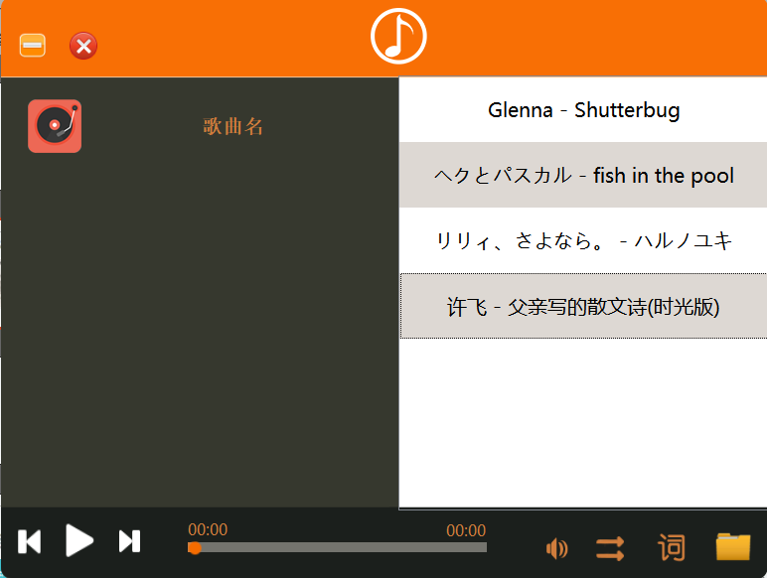 歌曲名
Glenna - Shutterbug
ヘクとパスカル - fish in the pool
リリィ、さよなら。 - ハルノユキ
许飞 - 父亲写的散文诗(时光版)
00:00
00:00
词